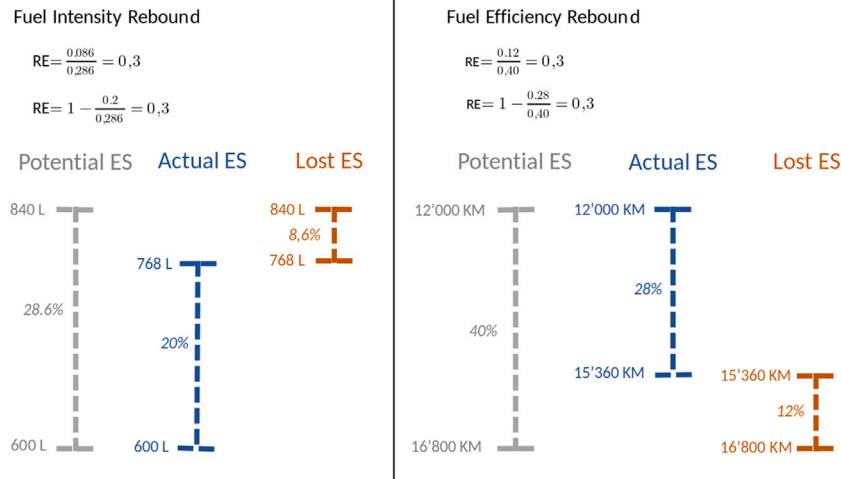 Fuel Intensity Rebound
RE= 0.086/0,286 = 0,3
RE= 1 − 0.2/0,286 = 0,3
Potential ES
Actual ES
Lost ES
840 L
28.6%
600 L
768 L
20%
600 L
840 L
8,6%
768 L
Fuel Efficiency Rebound
RE= 0.12/0,40 = 0,3
RE= 1 − 0.28/0,40 = 0,3
Potential ES
Actual ES
Lost ES
12’000 KM
40%
16’800 KM
12’000 KM
28%
15’360 KM
15’360 KM
12%
16’800 KM